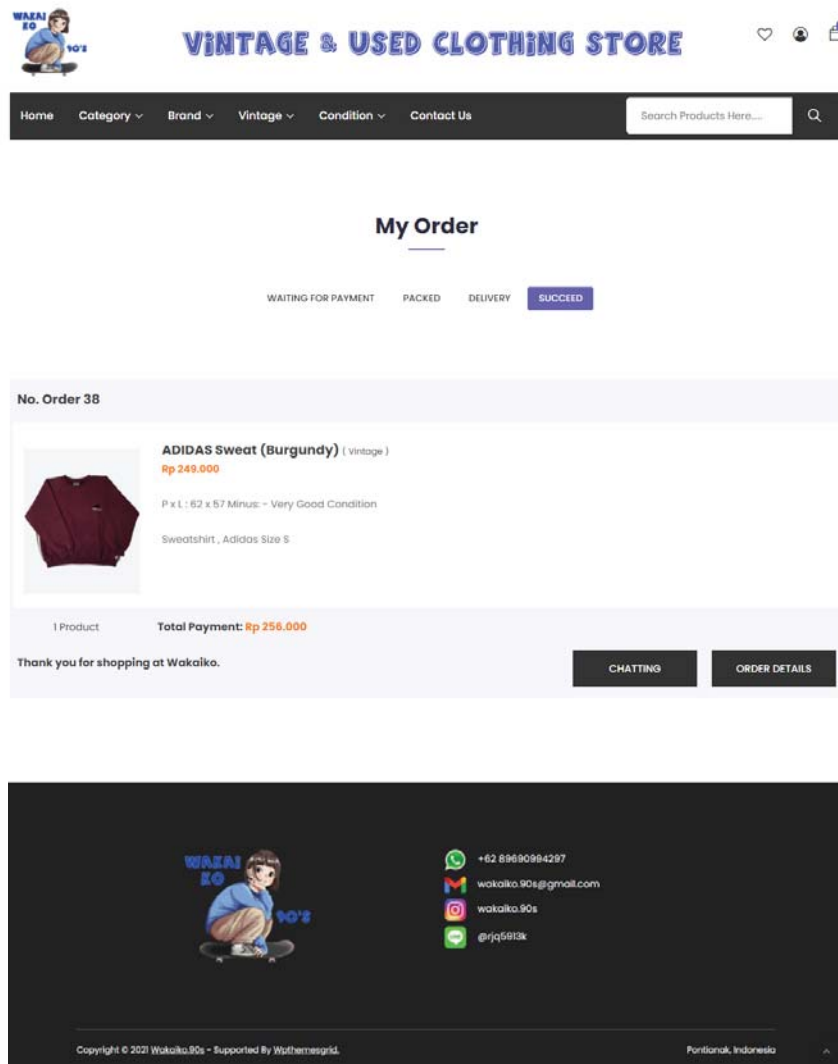 WAKAI
KO
90'S
VINTAGE & USED CLOTHING STORE
Home Category Brand Vintage Condition Contact Us Search Products Here....
My Order
WAITING FOR PAYMENT PACKED DELIVERY SUCCEED
No. Order 38
ADIDAS Sweat (Burgundy) ( Vintage )
Rp 249.000
P x L : 62 x 57 Minus: - Very Good Condition
Sweatshirt , Adidas Size S
1 Product Total Payment: Rp 256.000
Thank you for shopping at Wakaiko.
CHATTING ORDER DETAILS
WAKAI
KO
90'S
+62 89690994297
wakaiko.90s@gmail.com
wakaiko.90s
@rjq5913k
Copyright © 2021 Wakaiko.90s - Supported By Wpthemesgrid. Pontianak, Indonesia